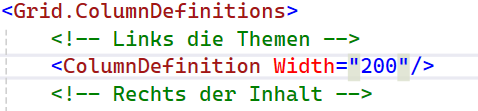 <Grid.ColumnDefinitions>
<!-- Links die Themen -->
<ColumnDefinition Width="200"/>
<!-- Rechts der Inhalt -->